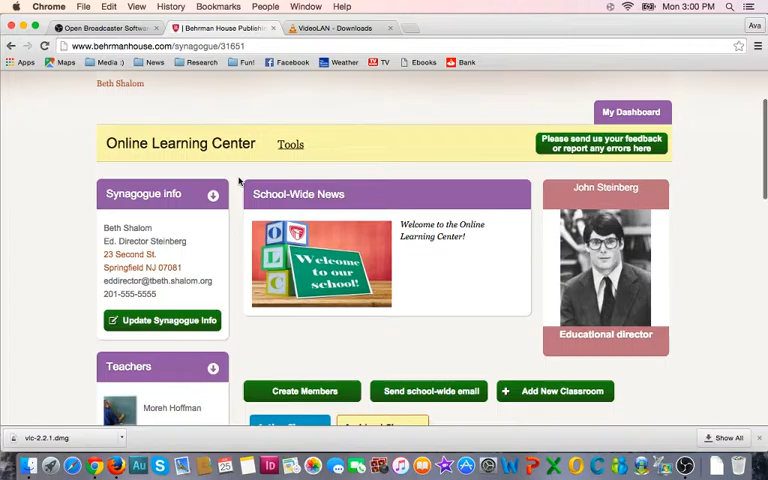 Chrome File Edit View History Bookmarks People Window Help
Mon 3:00 PM
Open Broadcaster Softwar
Behrman House Publishin
VideoLAN - Downloads
Ava
www.behrmanhouse.com/synagogue/31651
Apps Maps Media :) News Research Fun! Facebook Weather TV Ebooks Bank
Beth Shalom
My Dashboard
Online Learning Center Tools
Please send us your feedback
or report any errors here
Synagogue info
School-Wide News
John Steinberg
Beth Shalom
Ed. Director Steinberg
23 Second St.
Springfield NJ 07081
eddirector@tbeth.shalom.org
201-555-5555
OLC
Welcome
to our
school!
Welcome to the Online
Learning Center!
Update Synagogue Info
Educational director
Teachers
Moreh Hoffman
Create Members
Send school-wide email
+ Add New Classroom
vlc-2.2.1.dmg
Show All